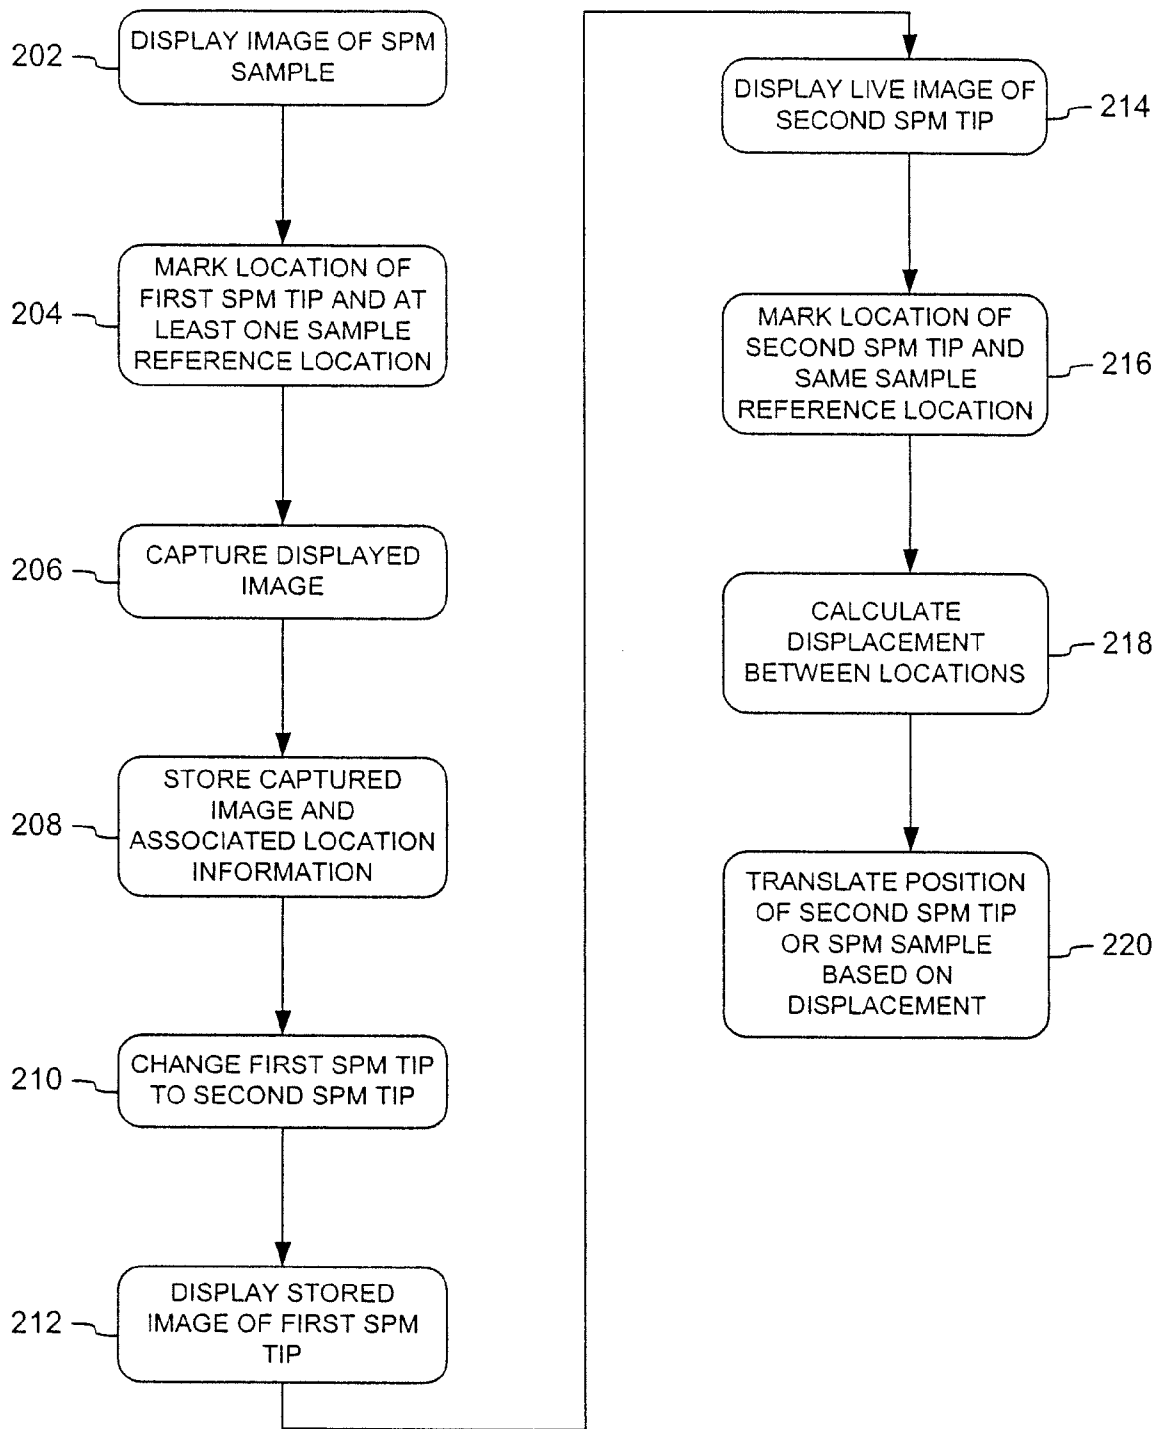 202
DISPLAY IMAGE OF SPM
SAMPLE
204
MARK LOCATION OF
FIRST SPM TIP AND AT
LEAST ONE SAMPLE
REFERENCE LOCATION
206
CAPTURE DISPLAYED
IMAGE
208
STORE CAPTURED
IMAGE AND
ASSOCIATED LOCATION
INFORMATION
210
CHANGE FIRST SPM TIP
TO SECOND SPM TIP
212
DISPLAY STORED
IMAGE OF FIRST SPM
TIP
DISPLAY LIVE IMAGE OF
SECOND SPM TIP
214
MARK LOCATION OF
SECOND SPM TIP AND
SAME SAMPLE
REFERENCE LOCATION
216
CALCULATE
DISPLACEMENT
BETWEEN LOCATIONS
218
TRANSLATE POSITION
OF SECOND SPM TIP
OR SPM SAMPLE
BASED ON
DISPLACEMENT
220